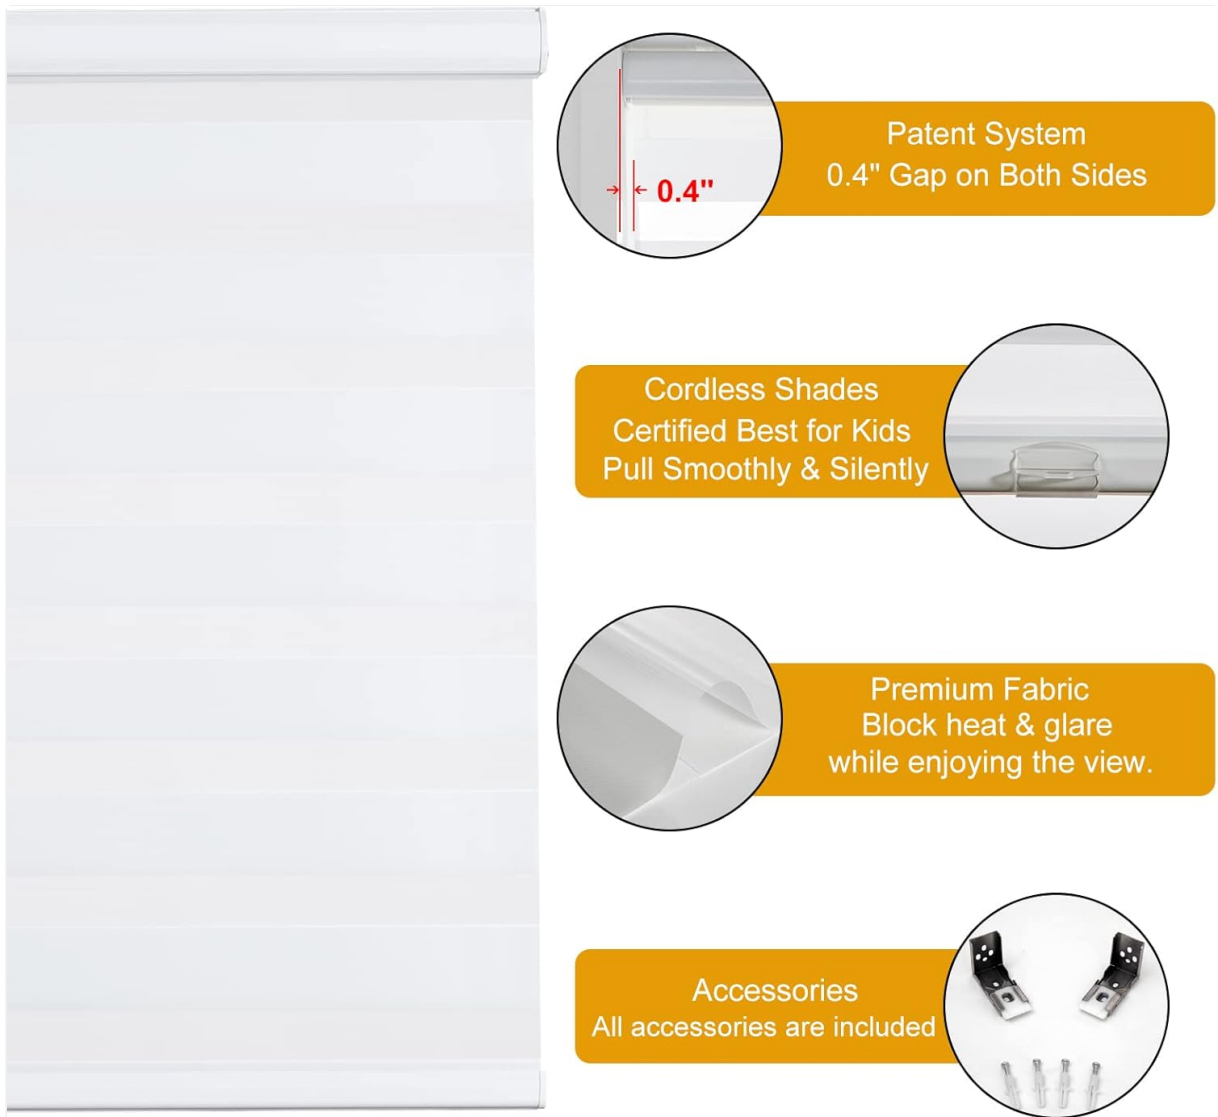 0.4"
Patent System
0.4" Gap on Both Sides
Cordless Shades
Certified Best for Kids
Pull Smoothly & Silently
Premium Fabric
Block heat & glare
while enjoying the view.
Accessories
All accessories are included